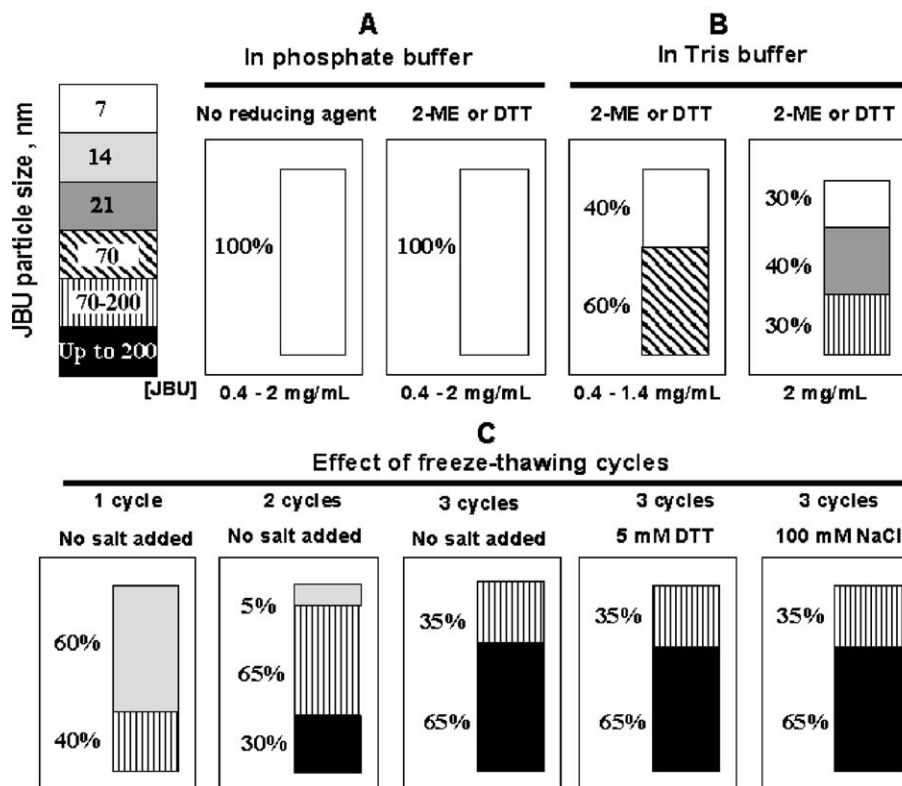 A
In phosphate buffer
B
In Tris buffer
JBU particle size , nm
7
14
21
70
70-200
Up to 200
[JBU]
No reducing agent
100%
0.4 - 2 mg/mL
2-ME or DTT
100%
0.4 - 2 mg/mL
2-ME or DTT
40%
60%
0.4 - 1.4 mg/mL
2-ME or DTT
30%
40%
30%
2 mg/mL
C
Effect of freeze-thawing cycles
1 cycle
No salt added
60%
40%
2 cycles
No salt added
5%
65%
30%
3 cycles
No salt added
35%
65%
3 cycles
5 mM DTT
35%
65%
3 cycles
100 mM NaCl
35%
65%